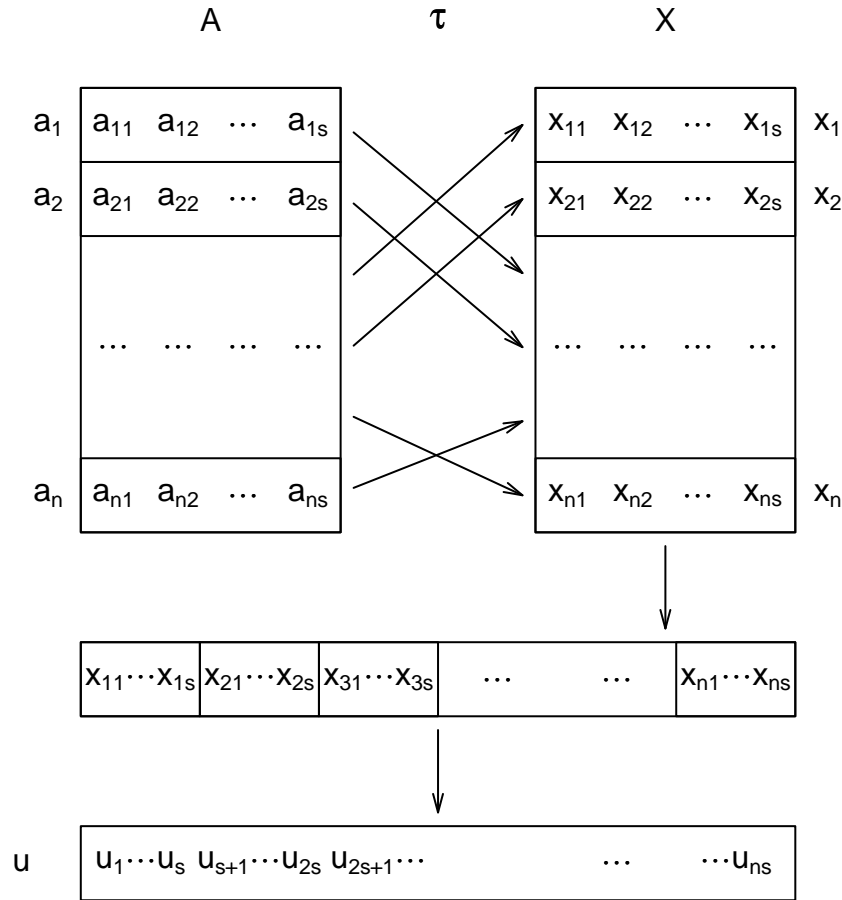 A τ X
a₁ a₁₁ a₁₂ ⋯ a₁ₛ x₁₁ x₁₂ ⋯ x₁ₛ x₁
a₂ a₂₁ a₂₂ ⋯ a₂ₛ x₂₁ x₂₂ ⋯ x₂ₛ x₂
⋯ ⋯ ⋯ ⋯ ⋯ ⋯ ⋯ ⋯
aₙ aₙ₁ aₙ₂ ⋯ aₙₛ xₙ₁ xₙ₂ ⋯ xₙₛ xₙ
x₁₁⋯x₁ₛ x₂₁⋯x₂ₛ x₃₁⋯x₃ₛ ⋯ ⋯ xₙ₁⋯xₙₛ
u u₁⋯uₛ uₛ₊₁⋯u₂ₛ u₂ₛ₊₁⋯ ⋯ ⋯uₙₛ